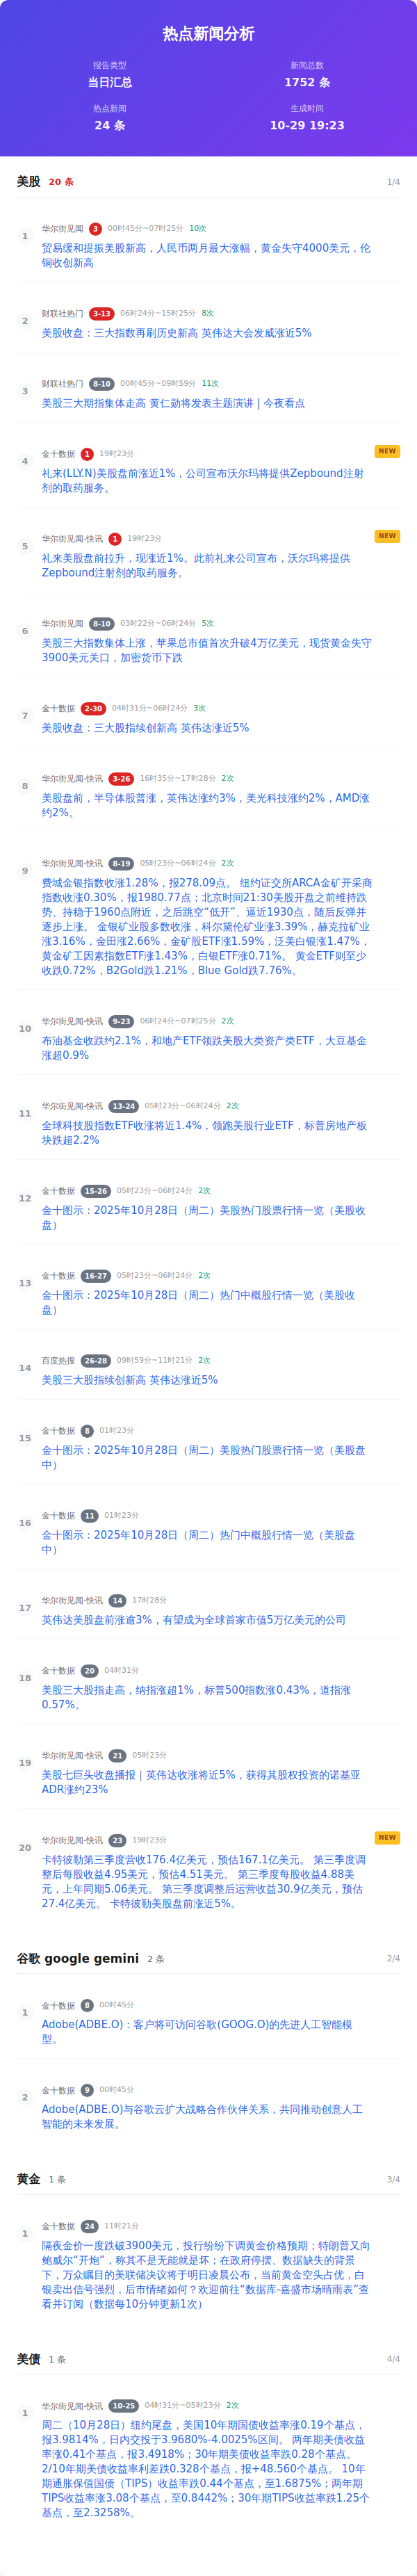 热点新闻分析
报告类型
新闻总数
当日汇总
1752 条
热点新闻
生成时间
24 条
10-29 19:23
美股 20 条 1/4
1 华尔街见闻 3 00时45分~07时25分 10次
贸易缓和提振美股新高，人民币两月最大涨幅，黄金失守4000美元，伦
铜收创新高
2 财联社热门 3-13 06时24分~15时25分 8次
美股收盘：三大指数再刷历史新高 英伟达大会发威涨近5%
3 财联社热门 8-10 00时45分~09时59分 11次
美股三大期指集体走高 黄仁勋将发表主题演讲 | 今夜看点
4 金十数据 1 19时23分 NEW
礼来(LLY.N)美股盘前涨近1%，公司宣布沃尔玛将提供Zepbound注射
剂的取药服务。
5 华尔街见闻-快讯 1 19时23分 NEW
礼来美股盘前拉升，现涨近1%。此前礼来公司宣布，沃尔玛将提供
Zepbound注射剂的取药服务。
6 华尔街见闻 8-10 03时22分~06时24分 5次
美股三大指数集体上涨，苹果总市值首次升破4万亿美元，现货黄金失守
3900美元关口，加密货币下跌
7 金十数据 2-30 04时31分~06时24分 3次
美股收盘：三大股指续创新高 英伟达涨近5%
8 华尔街见闻-快讯 3-26 16时35分~17时28分 2次
美股盘前，半导体股普涨，英伟达涨约3%，美光科技涨约2%，AMD涨
约2%。
9 华尔街见闻-快讯 8-19 05时23分~06时24分 2次
费城金银指数收涨1.28%，报278.09点。 纽约证交所ARCA金矿开采商
指数收涨0.30%，报1980.77点；北京时间21:30美股开盘之前维持跌
势、持稳于1960点附近，之后跳空“低开”、逼近1930点，随后反弹并
逐步上涨。 金银矿业股多数收涨，科尔黛伦矿业涨3.39%，赫克拉矿业
涨3.16%，金田涨2.66%，金矿股ETF涨1.59%，泛美白银涨1.47%，
黄金矿工因素指数ETF涨1.43%，白银ETF涨0.71%。 黄金ETF则至少
收跌0.72%，B2Gold跌1.21%，Blue Gold跌7.76%。
10 华尔街见闻-快讯 9-23 06时24分~07时25分 2次
布油基金收跌约2.1%，和地产ETF领跌美股大类资产类ETF，大豆基金
涨超0.9%
11 华尔街见闻-快讯 13-24 05时23分~06时24分 2次
全球科技股指数ETF收涨将近1.4%，领跑美股行业ETF，标普房地产板
块跌超2.2%
12 金十数据 15-26 05时23分~06时24分 2次
金十图示：2025年10月28日（周二）美股热门股票行情一览（美股收
盘）
13 金十数据 16-27 05时23分~06时24分 2次
金十图示：2025年10月28日（周二）热门中概股行情一览（美股收
盘）
14 百度热搜 26-28 09时59分~11时21分 2次
美股三大股指续创新高 英伟达涨近5%
15 金十数据 8 01时23分
金十图示：2025年10月28日（周二）美股热门股票行情一览（美股盘
中）
16 金十数据 11 01时23分
金十图示：2025年10月28日（周二）热门中概股行情一览（美股盘
中）
17 华尔街见闻-快讯 14 17时28分
英伟达美股盘前涨逾3%，有望成为全球首家市值5万亿美元的公司
18 金十数据 20 04时31分
美股三大股指走高，纳指涨超1%，标普500指数涨0.43%，道指涨
0.57%。
19 华尔街见闻-快讯 21 05时23分
美股七巨头收盘播报｜英伟达收涨将近5%，获得其股权投资的诺基亚
ADR涨约23%
20 华尔街见闻-快讯 23 19时23分 NEW
卡特彼勒第三季度营收176.4亿美元，预估167.1亿美元。 第三季度调
整后每股收益4.95美元，预估4.51美元。 第三季度每股收益4.88美
元，上年同期5.06美元。 第三季度调整后运营收益30.9亿美元，预估
27.4亿美元。 卡特彼勒美股盘前涨近5%。
谷歌 google gemini 2 条 2/4
1 金十数据 8 00时45分
Adobe(ADBE.O)：客户将可访问谷歌(GOOG.O)的先进人工智能模
型。
2 金十数据 9 00时45分
Adobe(ADBE.O)与谷歌云扩大战略合作伙伴关系，共同推动创意人工
智能的未来发展。
黄金 1 条 3/4
1 金十数据 24 11时21分
隔夜金价一度跌破3900美元，投行纷纷下调黄金价格预期；特朗普又向
鲍威尔“开炮”，称其不是无能就是坏；在政府停摆、数据缺失的背景
下，万众瞩目的美联储决议将于明日凌晨公布，当前黄金空头占优，白
银卖出信号强烈，后市情绪如何？欢迎前往“数据库-嘉盛市场晴雨表”查
看并订阅（数据每10分钟更新1次）
美债 1 条 4/4
1 华尔街见闻-快讯 10-25 04时31分~05时23分 2次
周二（10月28日）纽约尾盘，美国10年期国债收益率涨0.19个基点，
报3.9814%，日内交投于3.9680%-4.0025%区间。 两年期美债收益
率涨0.41个基点，报3.4918%；30年期美债收益率跌0.28个基点。
2/10年期美债收益率利差跌0.328个基点，报+48.560个基点。 10年
期通胀保值国债（TIPS）收益率跌0.44个基点，至1.6875%；两年期
TIPS收益率涨3.08个基点，至0.8442%；30年期TIPS收益率跌1.25个
基点，至2.3258%。